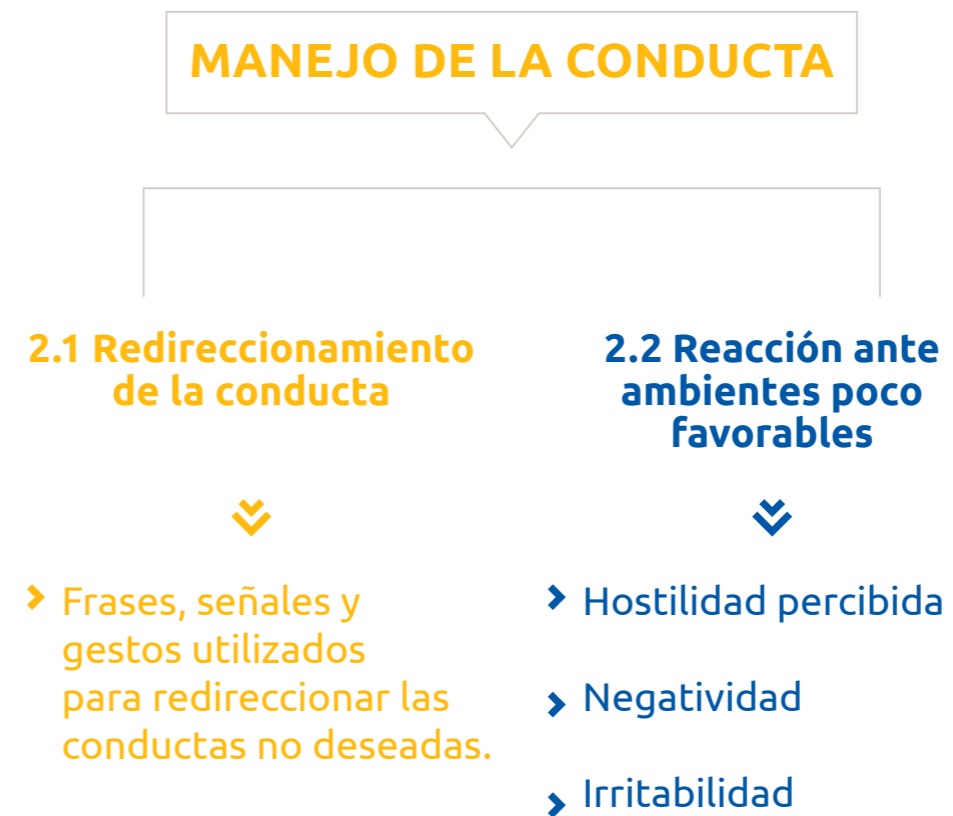 MANEJO DE LA CONDUCTA
2.1 Redireccionamiento
de la conducta
Frases, señales y
gestos utilizados
para redireccionar las
conductas no deseadas.
2.2 Reacción ante
ambientes poco
favorables
Hostilidad percibida
Negatividad
Irritabilidad